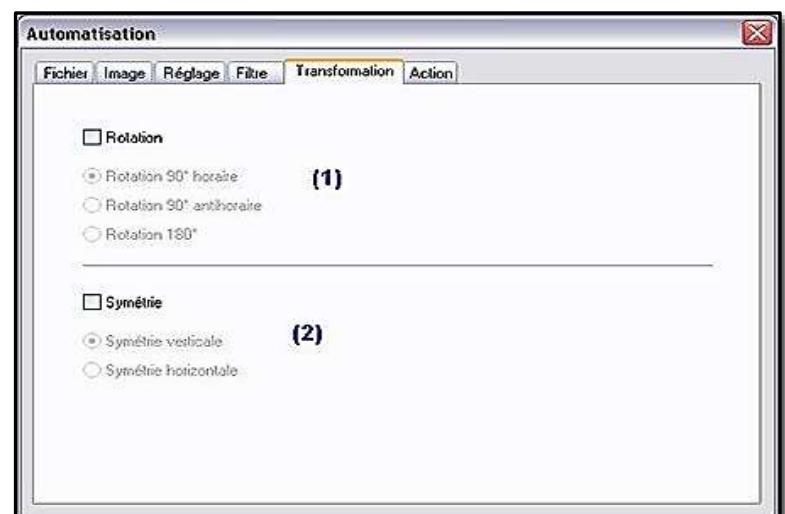 Automatisation
Fichier Image Réglage Filtre Transformation Action
Rotation
Rotation 90° horaire
(1)
Rotation 90° antihoraire
Rotation 180°
Symétrie
Symétrie verticale
(2)
Symétrie horizontale